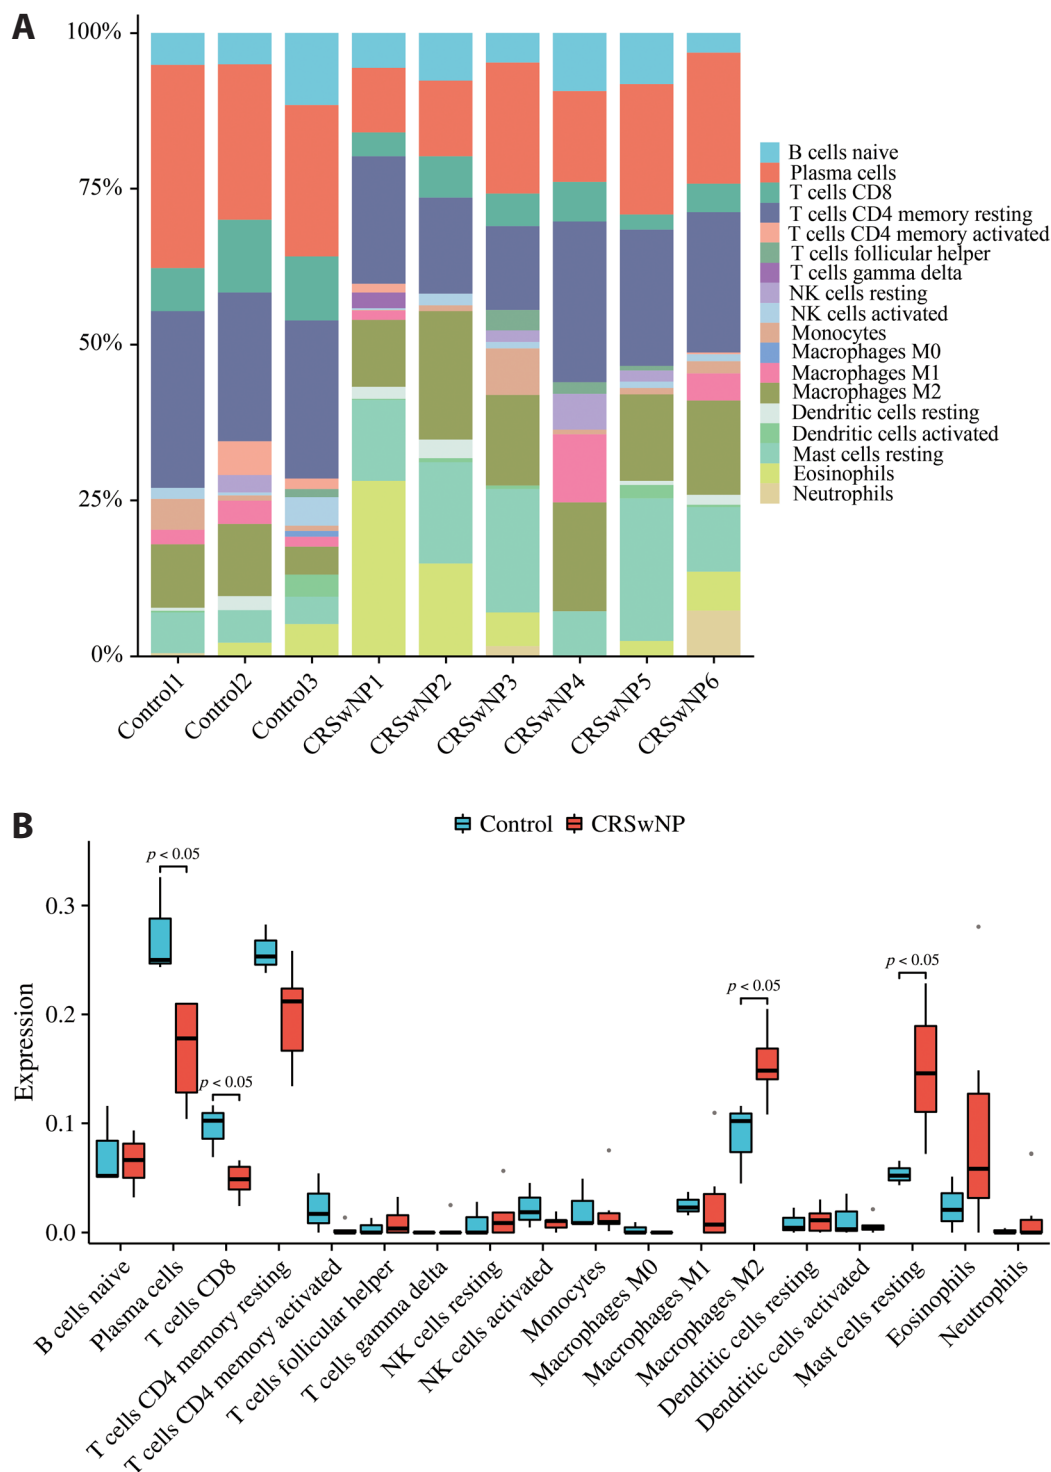 A
100%
75%
50%
25%
0%
Control1
Control2
Control3
CRSwNP1
CRSwNP2
CRSwNP3
CRSwNP4
CRSwNP5
CRSwNP6
B cells naive
Plasma cells
T cells CD8
T cells CD4 memory resting
T cells CD4 memory activated
T cells follicular helper
T cells gamma delta
NK cells resting
NK cells activated
Monocytes
Macrophages M0
Macrophages M1
Macrophages M2
Dendritic cells resting
Dendritic cells activated
Mast cells resting
Eosinophils
Neutrophils
B
Control CRSwNP
Expression
0.3
0.2
0.1
0.0
p < 0.05
p < 0.05
p < 0.05
p < 0.05
B cells naive
Plasma cells
T cells CD8
T cells CD4 memory resting
T cells CD4 memory activated
T cells follicular helper
T cells gamma delta
NK cells resting
NK cells activated
Monocytes
Macrophages M0
Macrophages M1
Macrophages M2
Dendritic cells resting
Dendritic cells activated
Mast cells resting
Eosinophils
Neutrophils